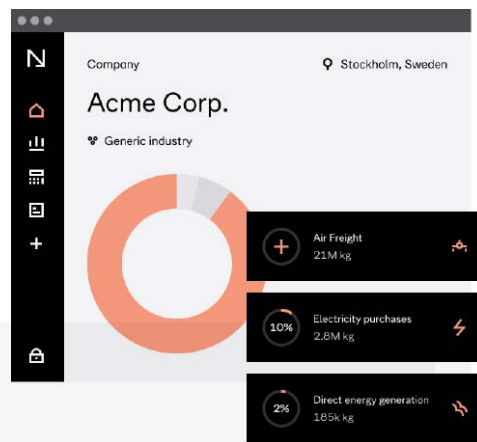 N
Company
Stockholm, Sweden
Acme Corp.
Generic industry
Air Freight
21M kg
10%
Electricity purchases
2.8M kg
2%
Direct energy generation
185k kg